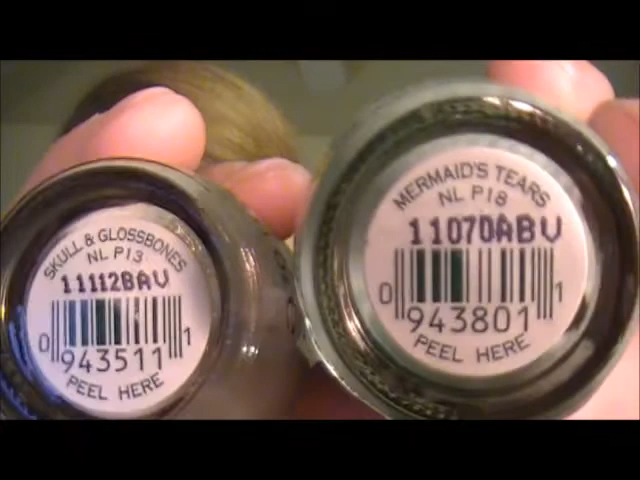 SKULL & GLOSSBONES
NL P13
11112BAV
0 943511 1
PEEL HERE
MERMAID'S TEARS
NL P18
11070ABV
0 943801 1
PEEL HERE